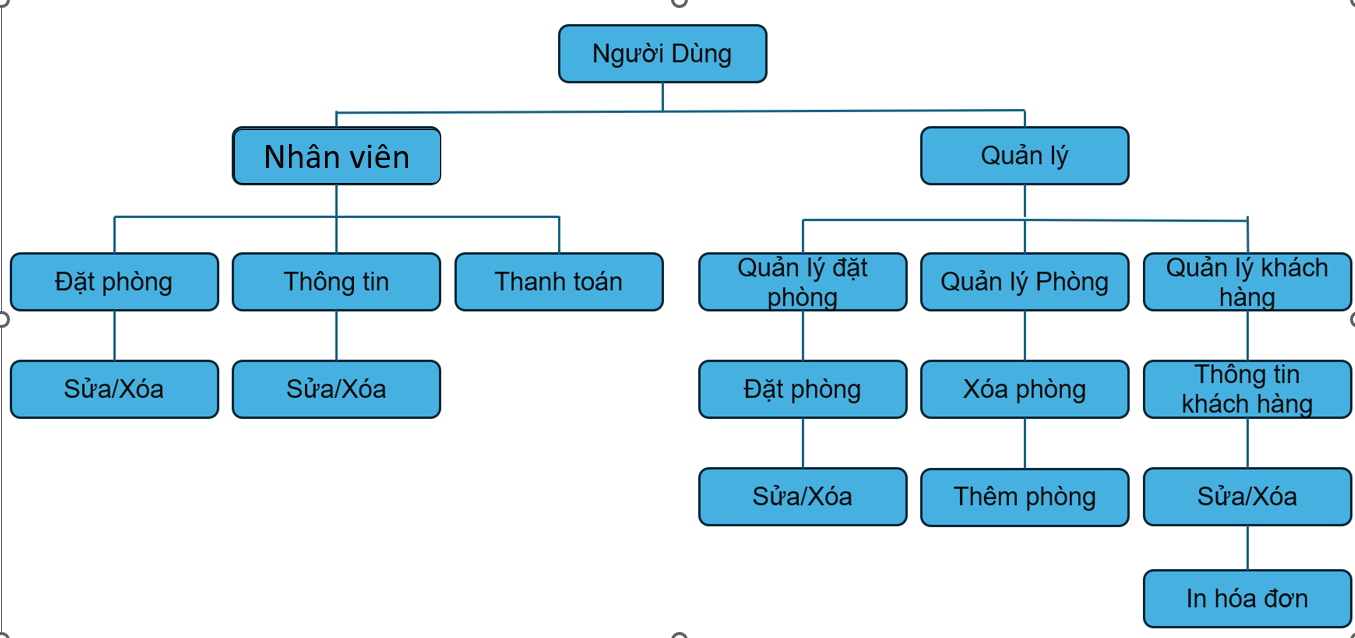 Người Dùng
Nhân viên
Quản lý
Đặt phòng
Thông tin
Thanh toán
Quản lý đặt
phòng
Quản lý Phòng
Quản lý khách
hàng
Sửa/Xóa
Sửa/Xóa
Đặt phòng
Xóa phòng
Thông tin
khách hàng
Sửa/Xóa
Thêm phòng
Sửa/Xóa
In hóa đơn